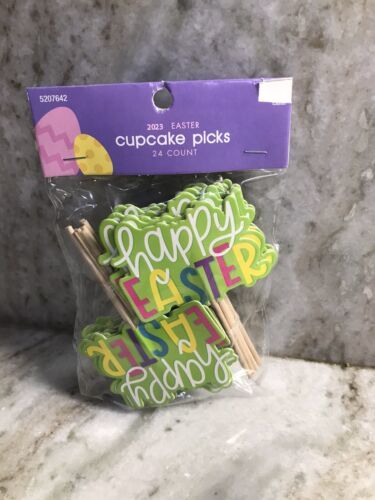 5207642
2023 EASTER
cupcake picks
24 COUNT
happy
EASTER
EASTER
happy